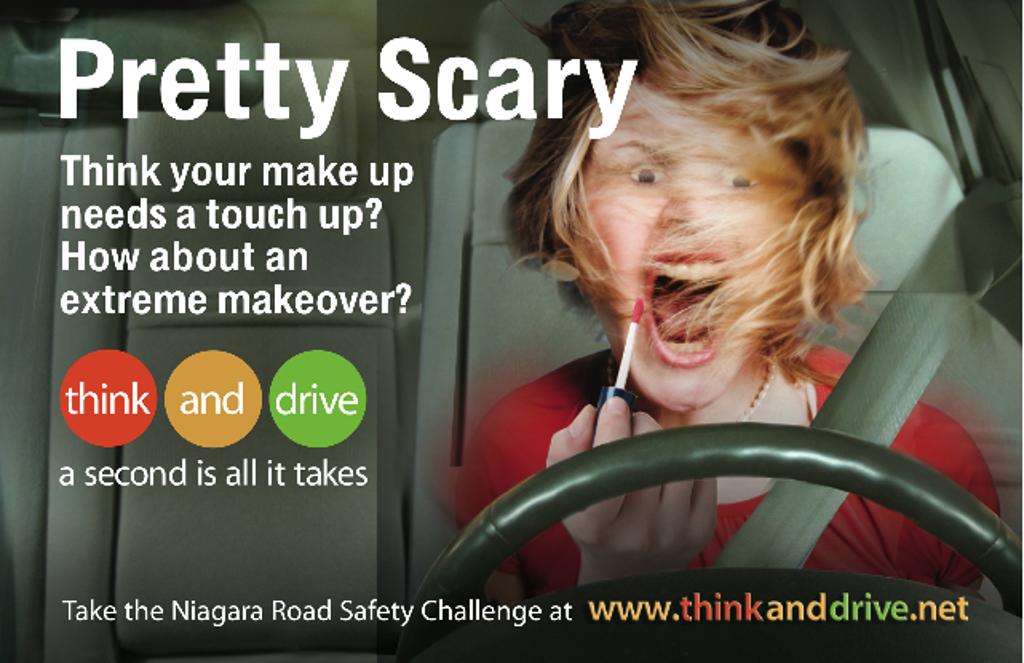 Pretty Scary
Think your make up
needs a touch up?
How about an
extreme makeover?
think and drive
a second is all it takes
Take the Niagara Road Safety Challenge at www.thinkanddrive.net